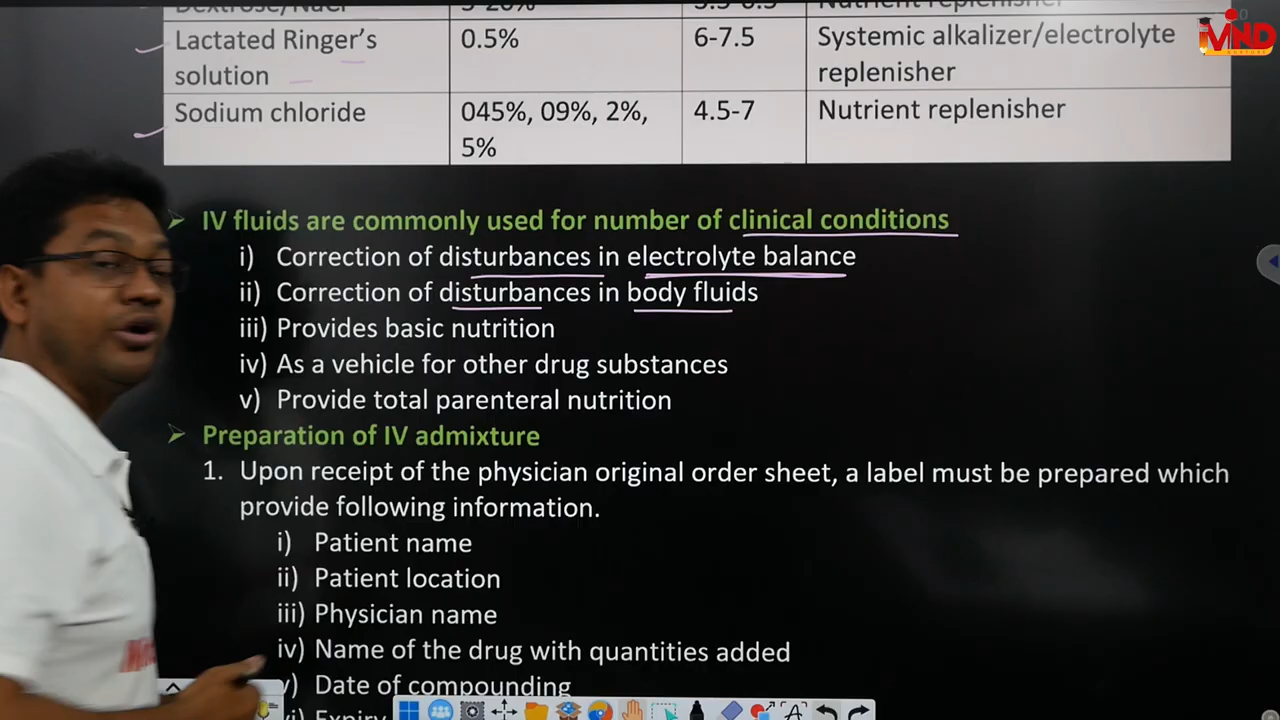 Dextrose/NaCl
Lactated Ringer's solution 0.5% 6-7.5 Systemic alkalizer/electrolyte replenisher
Sodium chloride 045%, 09%, 2%, 5% 4.5-7 Nutrient replenisher
IV fluids are commonly used for number of clinical conditions
i) Correction of disturbances in electrolyte balance
ii) Correction of disturbances in body fluids
iii) Provides basic nutrition
iv) As a vehicle for other drug substances
v) Provide total parenteral nutrition
Preparation of IV admixture
1. Upon receipt of the physician original order sheet, a label must be prepared which
provide following information.
i) Patient name
ii) Patient location
iii) Physician name
iv) Name of the drug with quantities added
v) Date of compounding
vi) Expiry